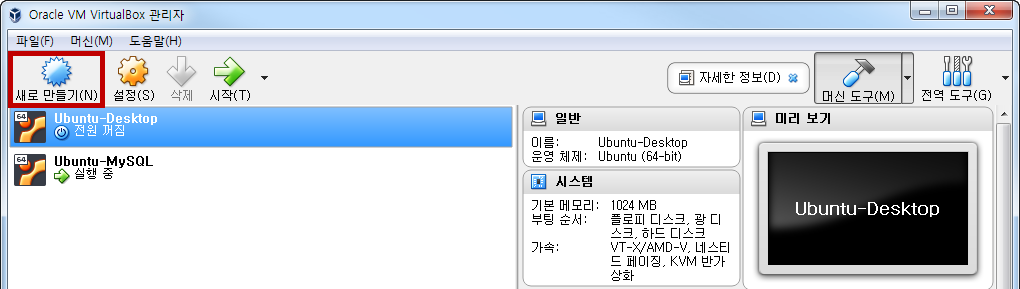 Oracle VM VirtualBox 관리자
파일(F) 머신(M) 도움말(H)
새로 만들기(N) 설정(S) 삭제 시작(T) 자세한 정보(D) 머신 도구(M) 전역 도구(G)
64 Ubuntu-Desktop
전원 꺼짐
64 Ubuntu-MySQL
실행 중
일반
이름: Ubuntu-Desktop
운영 체제: Ubuntu (64-bit)
시스템
기본 메모리: 1024 MB
부팅 순서: 플로피 디스크, 광 디
스크, 하드 디스크
가속: VT-X/AMD-V, 네스티
드 페이징, KVM 반가
상화
미리 보기
Ubuntu-Desktop